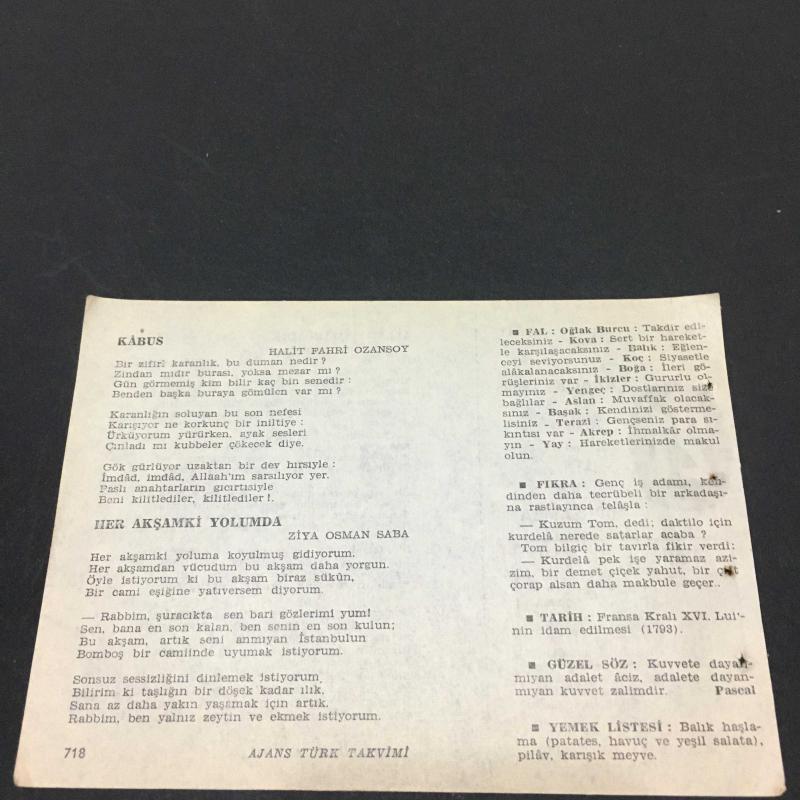 KÂBUS
HALİT FAHRİ OZANSOY
Bir zifirî karanlık, bu duman nedir?
Zindan mıdır burası, yoksa mezar mı?
Gün görmemiş kim bilir kaç bin senedir:
Benden başka buraya gömülen var mı?
Karanlığın soluyan bu son nefesi
Karışıyor ne korkunç bir iniltiye:
Ürküyorum yürürken, ayak sesleri
Çınladı mı kubbeler çökecek diye.
Gök gürlüyor uzaktan bir dev hırsıyle:
İmdâd, imdâd, Allaah'ım sarsılıyor yer.
Paslı anahtarların gıcırtısiyle
Beni kilitlediler, kilitlediler!.
HER AKŞAMKİ YOLUMDA
ZİYA OSMAN SABA
Her akşamki yoluma koyulmuş gidiyorum.
Her akşamdan vücudum bu akşam daha yorgun.
Öyle istiyorum ki bu akşam biraz sükûn,
Bir cami eşiğine yatıversem diyorum.
— Rabbim, şuracıkta sen bari gözlerimi yum!
Sen, bana en son kalan, ben senin en son kulun;
Bu akşam, artık seni anmıyan İstanbulun
Bomboş bir camiinde uyumak istiyorum.
Sonsuz sessizliğini dinlemek istiyorum,
Bilirim ki taşlığın bir döşek kadar ılık,
Sana az daha yakın yaşamak için artık.
Rabbim, ben yalnız zeytin ve ekmek istiyorum.
718 AJANS TÜRK TAKVİMİ
■ FAL: Oğlak Burcu: Takdir edi-
leceksiniz - Kova: Sert bir hareket-
le karşılaşacaksınız - Balık: Eğlen-
ceyi seviyorsunuz - Koç: Siyasetle
alâkalanacaksınız - Boğa: İleri gö-
rüşleriniz var - İkizler: Gururlu ol-
mayınız - Yengeç: Dostlarınız size
bağlılar - Aslan: Muvaffak olacak-
sınız - Başak: Kendinizi gösterme-
lisiniz - Terazi: Gençseniz para sı-
kıntısı var - Akrep: İhmalkâr olma-
yın - Yay: Hareketlerinizde makul
olun.
■ FIKRA: Genç iş adamı, ken-
dinden daha tecrübeli bir arkadaşı-
na rastlayınca telâşla:
— Kuzum Tom, dedi; daktilo için
kurdelâ nerede satarlar acaba?
Tom bilgiç bir tavırla fikir verdi:
— Kurdelâ pek işe yaramaz azi-
zim, bir demet çiçek yahut, bir çift
çorap alsan daha makbule geçer..
■ TARİH: Fransa Kralı XVI. Lui'-
nin idam edilmesi (1793).
■ GÜZEL SÖZ: Kuvvete dayan-
mıyan adalet âciz, adalete dayan-
mıyan kuvvet zalimdir. Pascal
■ YEMEK LİSTESİ: Balık haşla-
ma (patates, havuç ve yeşil salata),
pilâv, karışık meyve.